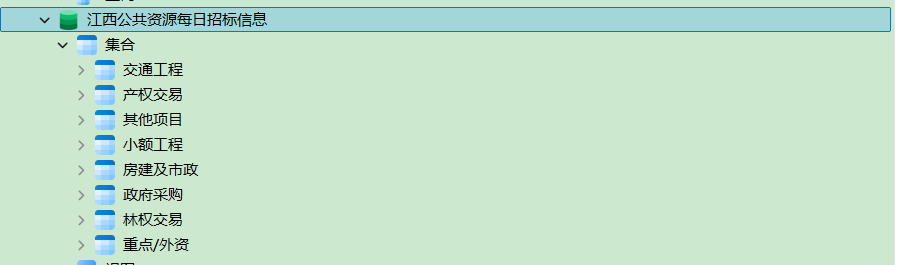 江西公共资源每日招标信息
集合
交通工程
产权交易
其他项目
小额工程
房建及市政
政府采购
林权交易
重点/外资